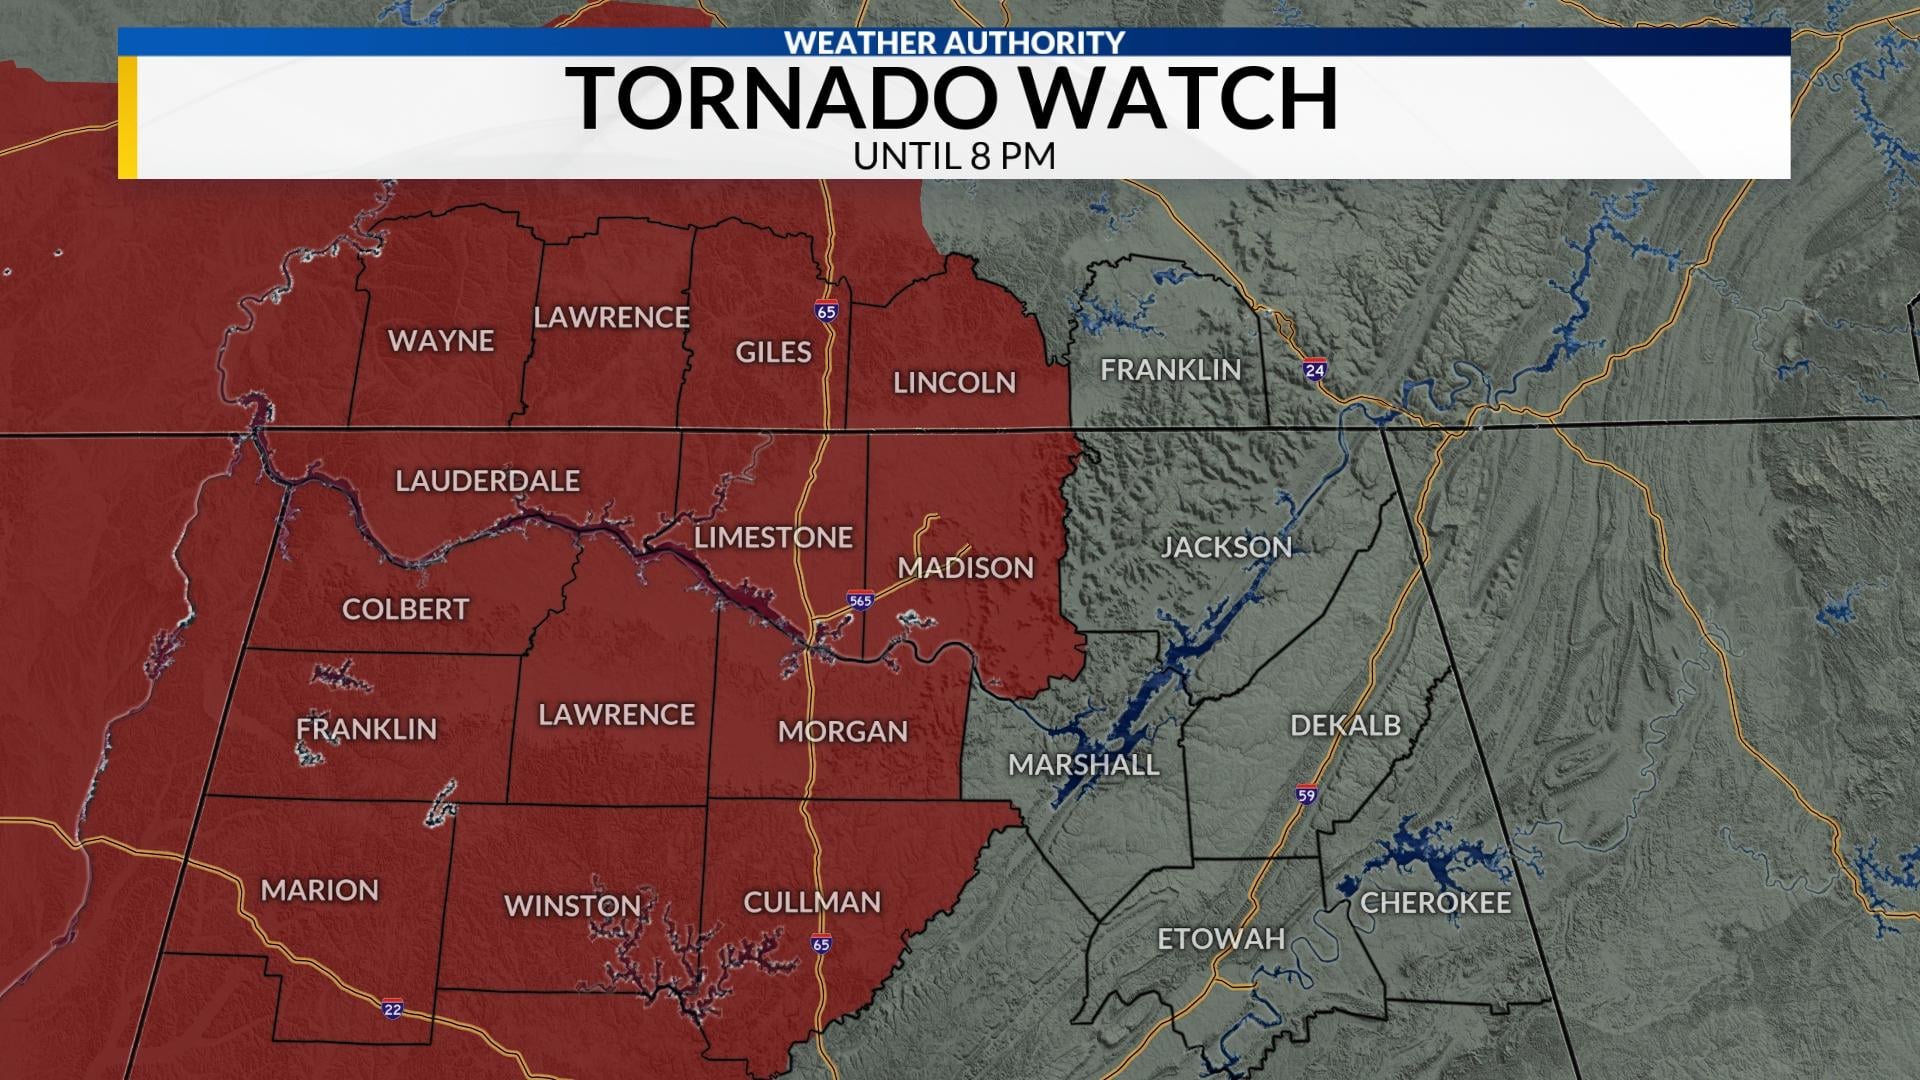 WEATHER AUTHORITY
TORNADO WATCH
UNTIL 8 PM
WAYNE
LAWRENCE
GILES
65
LINCOLN
FRANKLIN
24
LAUDERDALE
LIMESTONE
MADISON
JACKSON
COLBERT
565
FRANKLIN
LAWRENCE
MORGAN
MARSHALL
DEKALB
59
MARION
WINSTON
CULLMAN
65
CHEROKEE
ETOWAH
22